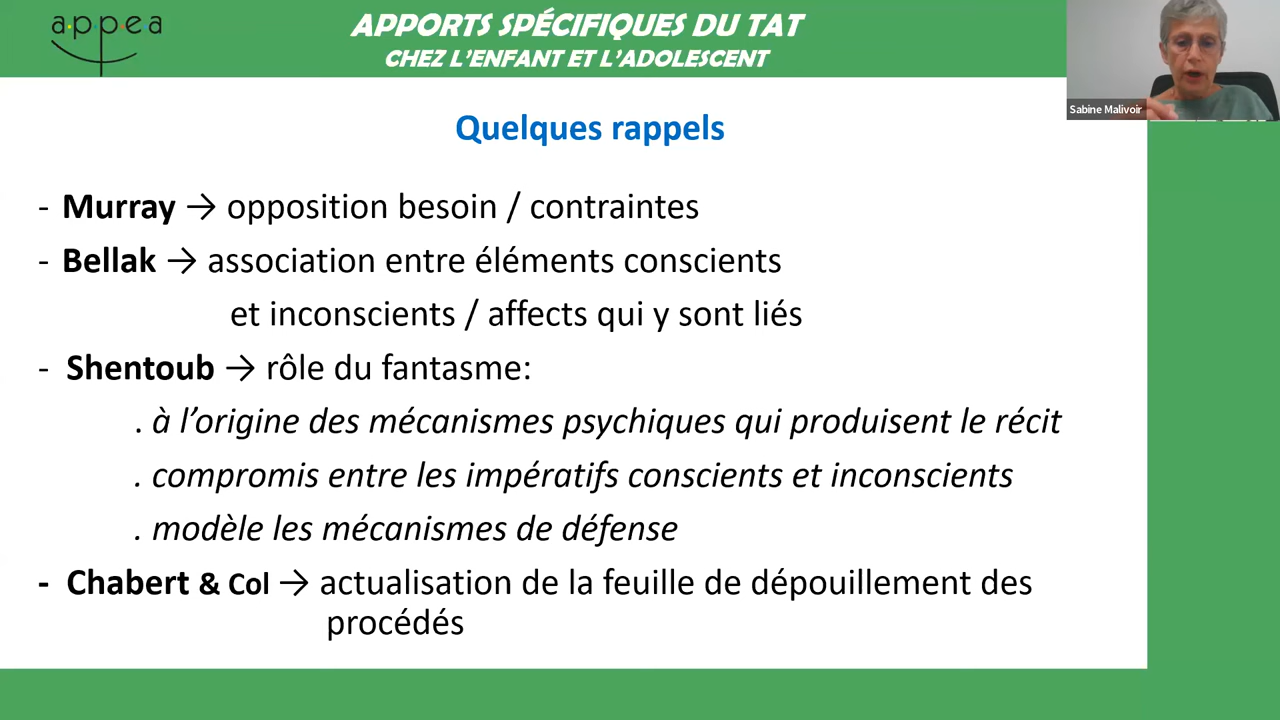 appea
APPORTS SPÉCIFIQUES DU TAT
CHEZ L'ENFANT ET L'ADOLESCENT
Sabine Malivoir
Quelques rappels
- Murray → opposition besoin / contraintes
- Bellak → association entre éléments conscients
et inconscients / affects qui y sont liés
- Shentoub → rôle du fantasme:
. à l’origine des mécanismes psychiques qui produisent le récit
. compromis entre les impératifs conscients et inconscients
. modèle les mécanismes de défense
- Chabert & Col → actualisation de la feuille de dépouillement des
procédés